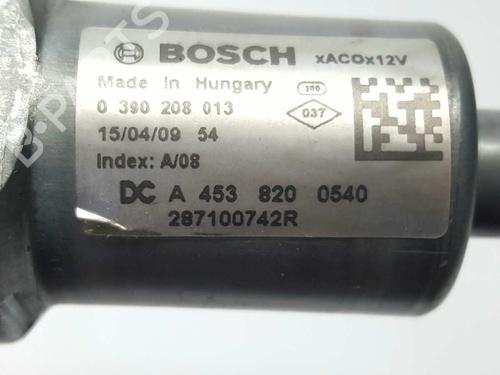 BOSCH xACOx12V
Made In Hungary
0 390 208 013
037
15/04/09 54
Index: A/08
DC A 453 820 0540
287100742R